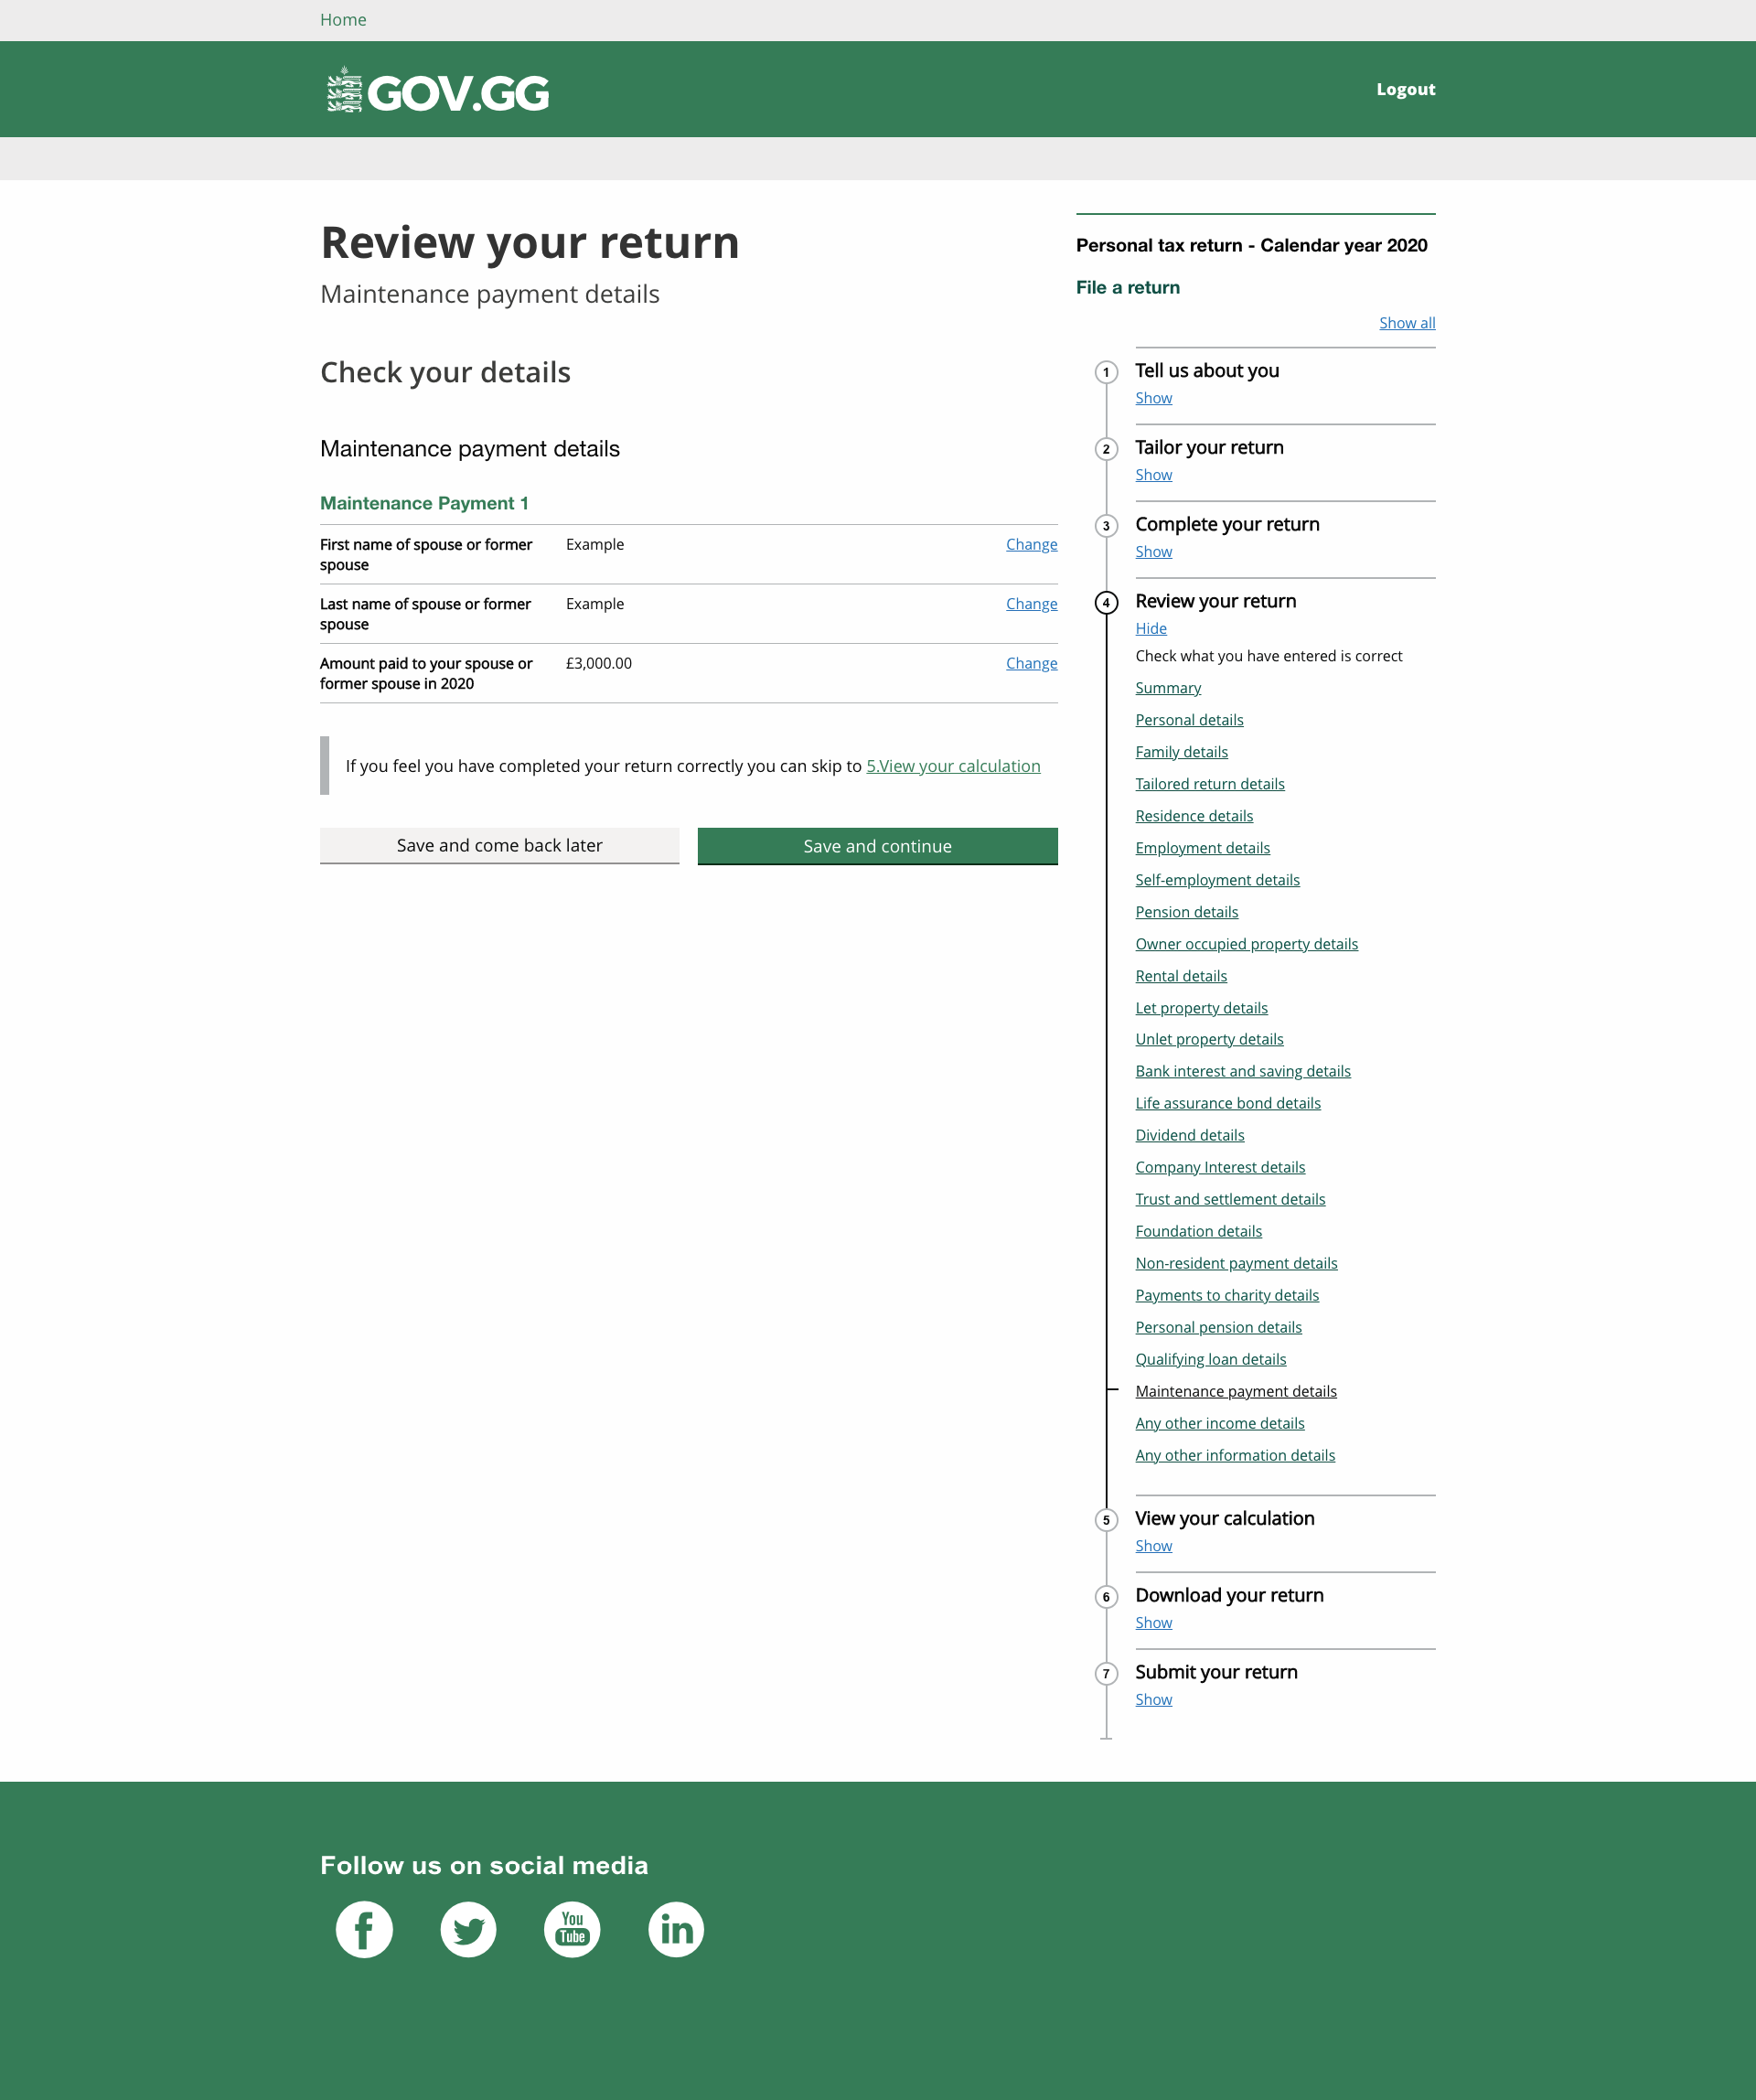 Home
GOV.GG
Logout
Review your return
Maintenance payment details
Check your details
Maintenance payment details
Maintenance Payment 1
First name of spouse or former
spouse
Example
Change
Last name of spouse or former
spouse
Example
Change
Amount paid to your spouse or
former spouse in 2020
£3,000.00
Change
If you feel you have completed your return correctly you can skip to 5.View your calculation
Save and come back later
Save and continue
Personal tax return - Calendar year 2020
File a return
Show all
1
Tell us about you
Show
2
Tailor your return
Show
3
Complete your return
Show
4
Review your return
Hide
Check what you have entered is correct
Summary
Personal details
Family details
Tailored return details
Residence details
Employment details
Self-employment details
Pension details
Owner occupied property details
Rental details
Let property details
Unlet property details
Bank interest and saving details
Life assurance bond details
Dividend details
Company Interest details
Trust and settlement details
Foundation details
Non-resident payment details
Payments to charity details
Personal pension details
Qualifying loan details
Maintenance payment details
Any other income details
Any other information details
5
View your calculation
Show
6
Download your return
Show
7
Submit your return
Show
Follow us on social media
You
Tube
in